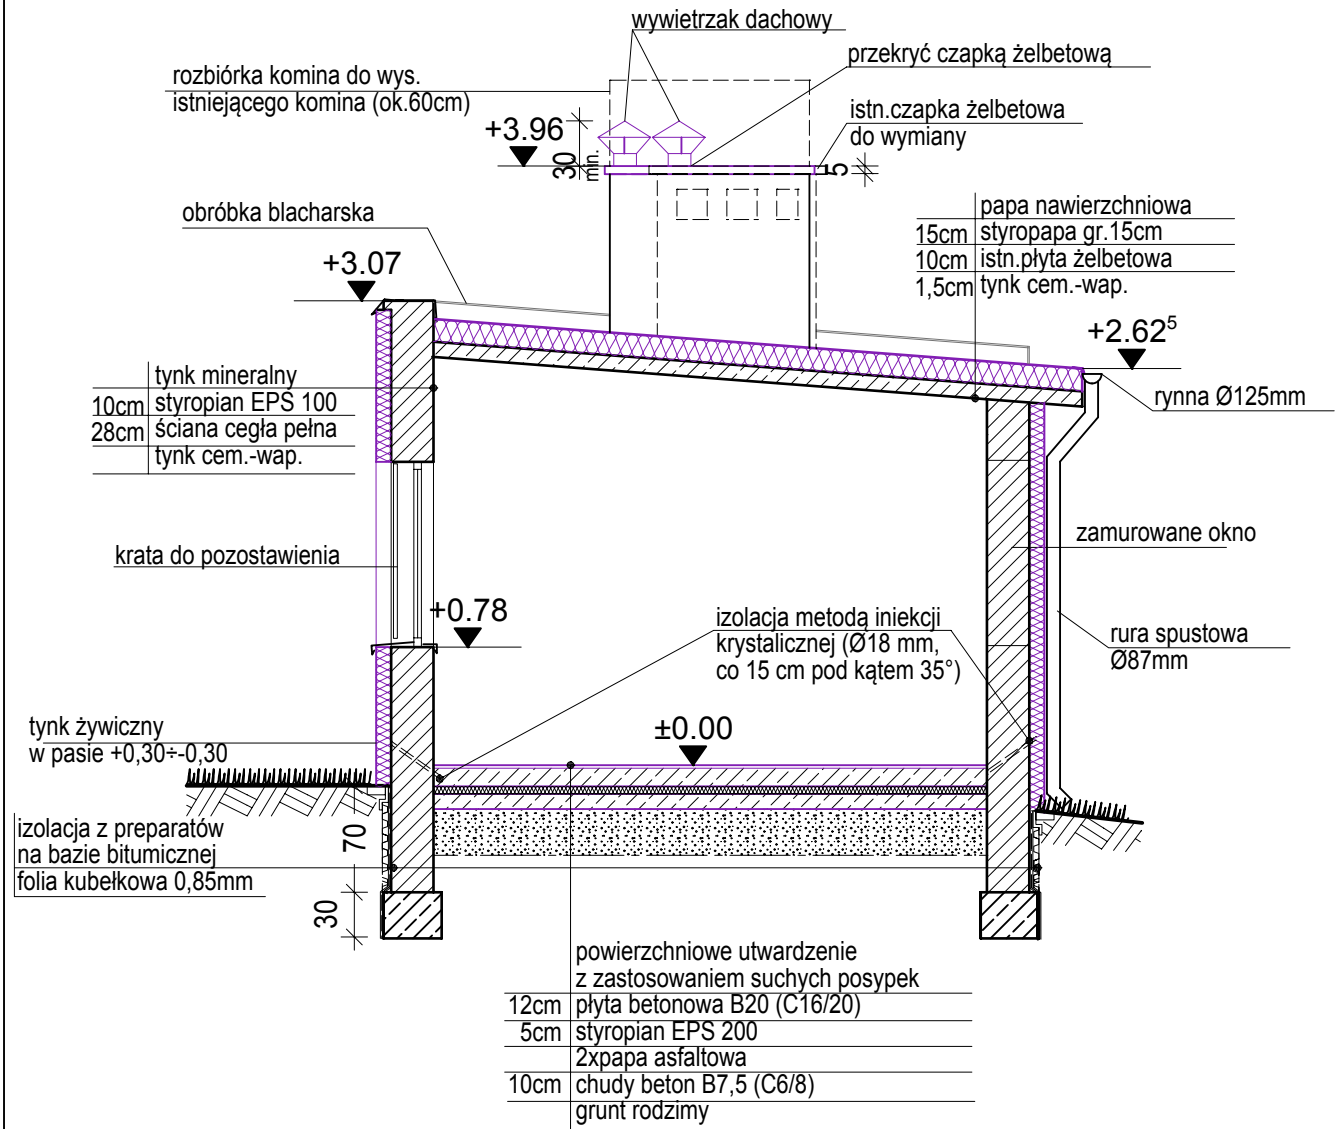 wywietrzak dachowy
przekryć czapką żelbetową
rozbiórka komina do wys.
istniejącego komina (ok.60cm)
istn.czapka żelbetowa
do wymiany
+3.96
30
min.
5
obróbka blacharska
papa nawierzchniowa
15cm styropapa gr.15cm
10cm istn.płyta żelbetowa
1,5cm tynk cem.-wap.
+3.07
+2.62⁵
rynna Ø125mm
tynk mineralny
10cm styropian EPS 100
28cm ściana cegła pełna
tynk cem.-wap.
krata do pozostawienia
zamurowane okno
+0.78
izolacja metodą iniekcji
krystalicznej (Ø18 mm,
co 15 cm pod kątem 35°)
rura spustowa
Ø87mm
tynk żywiczny
w pasie +0,30÷-0,30
±0.00
izolacja z preparatów
na bazie bitumicznej
folia kubełkowa 0,85mm
70
30
powierzchniowe utwardzenie
z zastosowaniem suchych posypek
12cm płyta betonowa B20 (C16/20)
5cm styropian EPS 200
2xpapa asfaltowa
10cm chudy beton B7,5 (C6/8)
grunt rodzimy